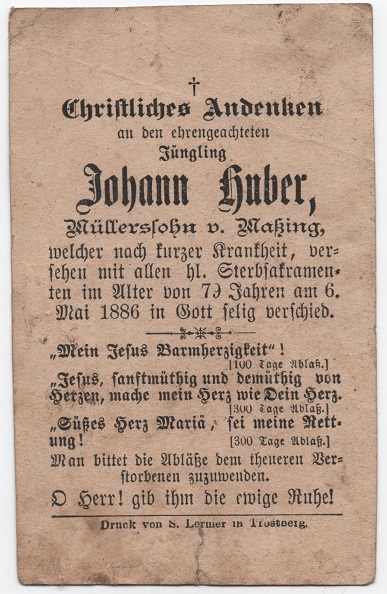 †
Christliches Andenken
an den ehrengeachteten
Jüngling
Johann Huber,
Müllerssohn v. Maßing,
welcher nach kurzer Krankheit, ver=
sehen mit allen hl. Sterbsakramen=
ten im Alter von 79 Jahren am 6.
Mai 1886 in Gott selig verschied.
„Mein Jesus Barmherzigkeit“!
[100 Tage Ablaß.]
„Jesus, sanftmüthig und demüthig von
Herzen, mache mein Herz wie Dein Herz.
[300 Tage Ablaß.]
„Süßes Herz Mariä, sei meine Rett=
ung!
[300 Tage Ablaß.]
Man bittet die Abläße dem theueren Ver=
storbenen zuzuwenden.
O Herr! gib ihm die ewige Ruhe!
Druck von S. Lermer in Trostberg.